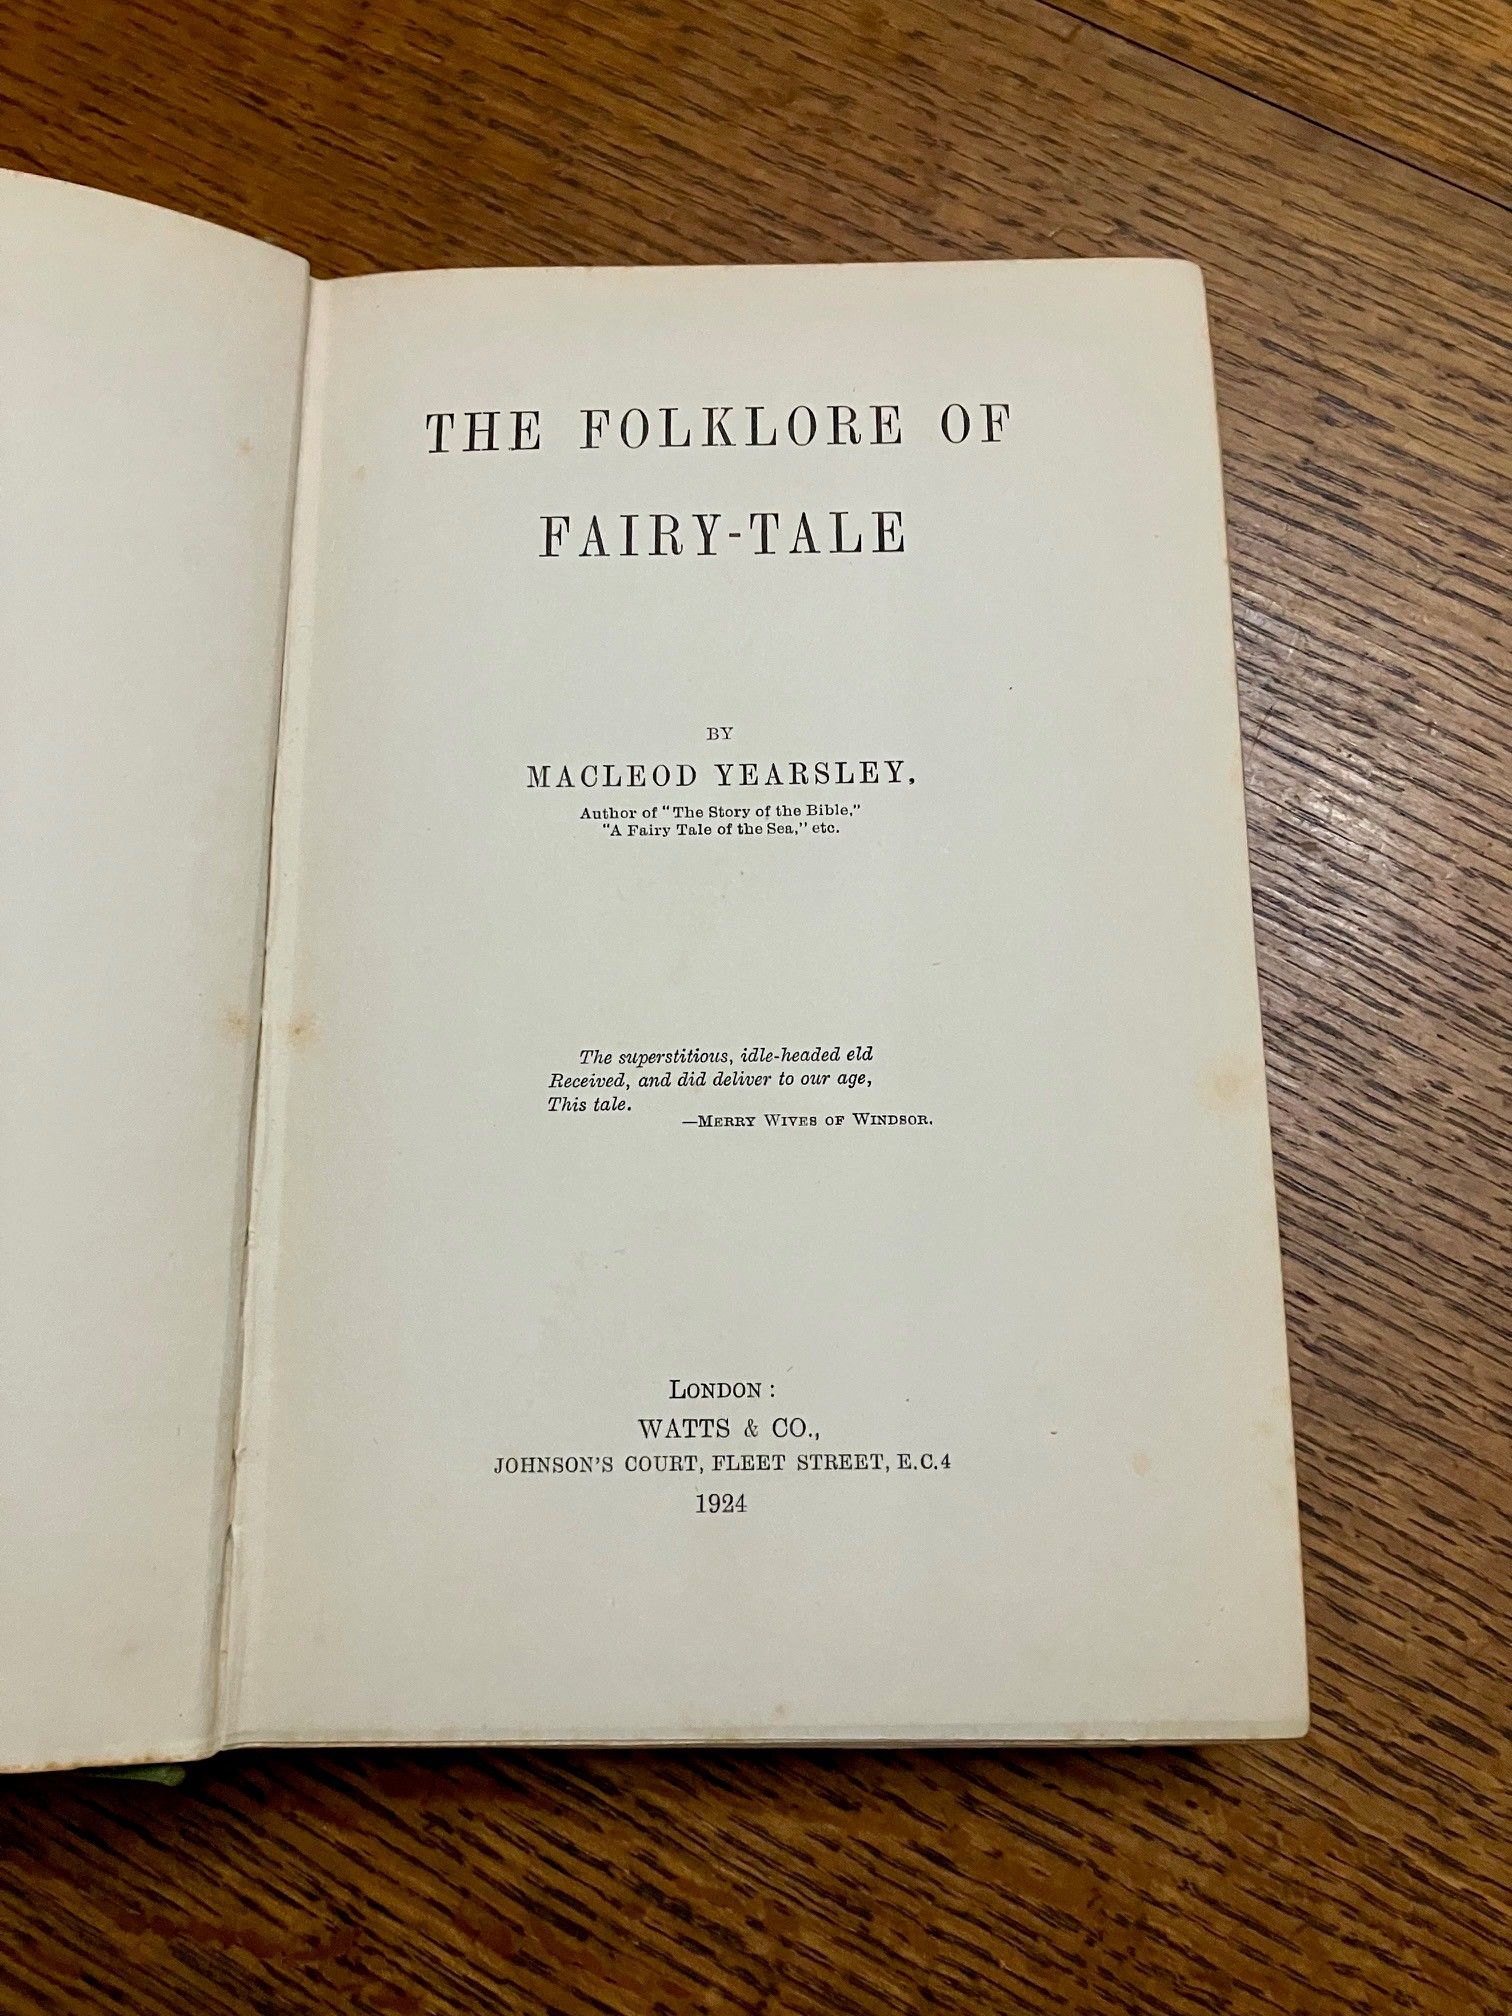 THE FOLKLORE OF
FAIRY-TALE
BY
MACLEOD YEARSLEY,
Author of "The Story of the Bible,"
"A Fairy Tale of the Sea," etc.
The superstitious, idle-headed eld
Received, and did deliver to our age,
This tale.
—MERRY WIVES OF WINDSOR.
LONDON:
WATTS & CO.,
JOHNSON'S COURT, FLEET STREET, E.C.4
1924